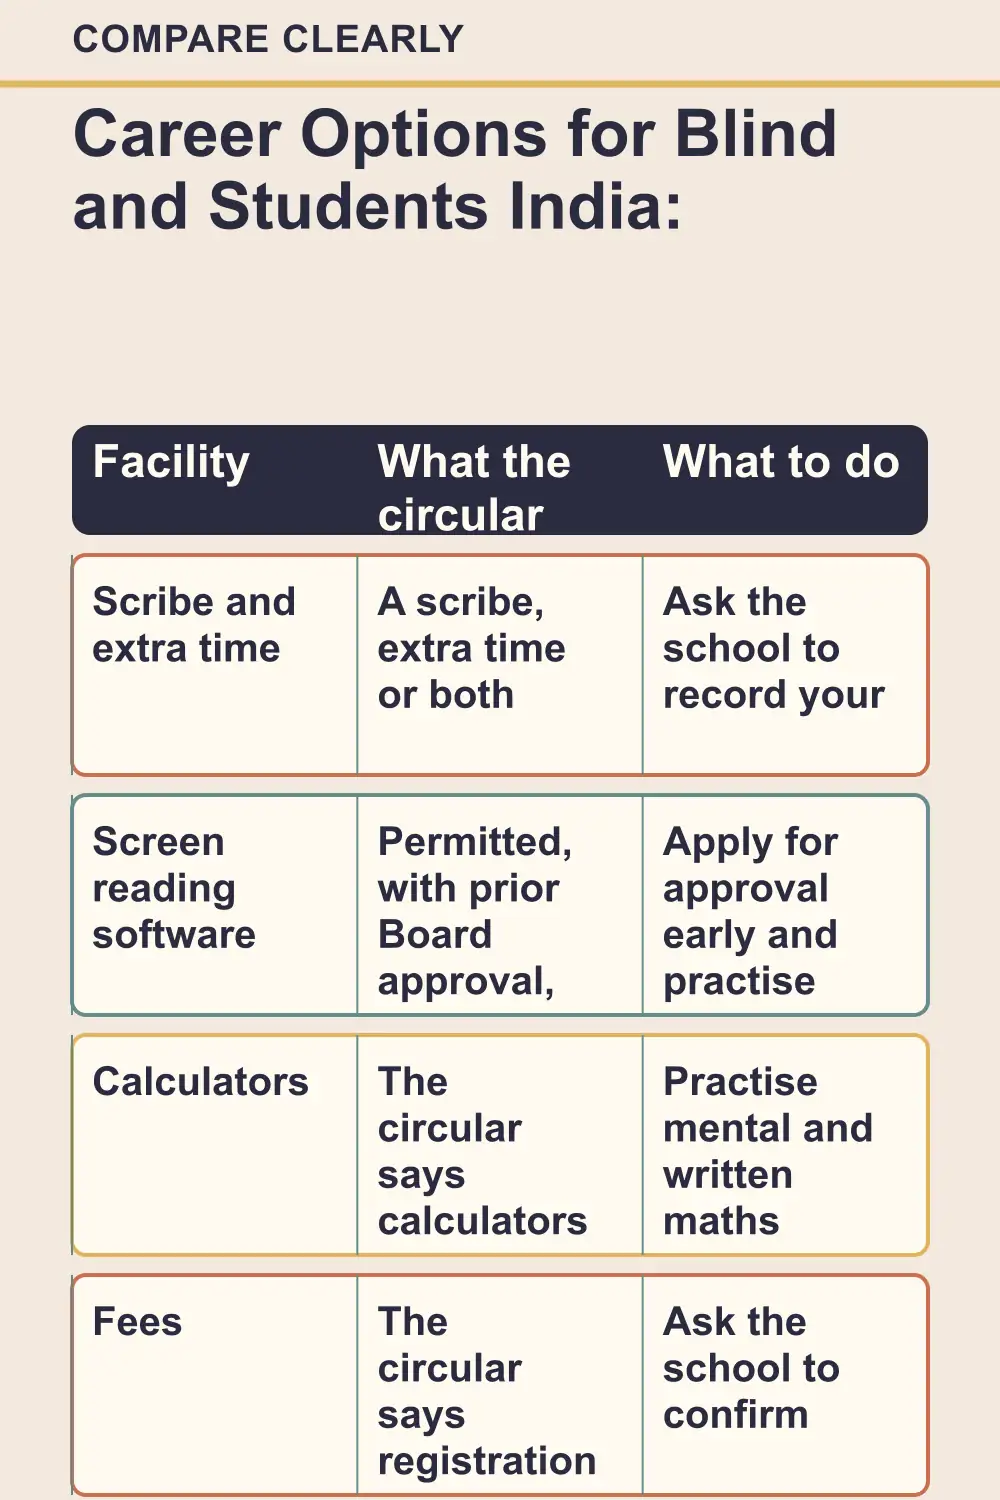 COMPARE CLEARLY
Career Options for Blind
and Students India:
Facility
What the
circular
What to do
Scribe and
extra time
A scribe,
extra time
or both
Ask the
school to
record your
Screen
reading
software
Permitted,
with prior
Board
approval,
Apply for
approval
early and
practise
Calculators
The
circular
says
calculators
Practise
mental and
written
maths
Fees
The
circular
says
registration
Ask the
school to
confirm